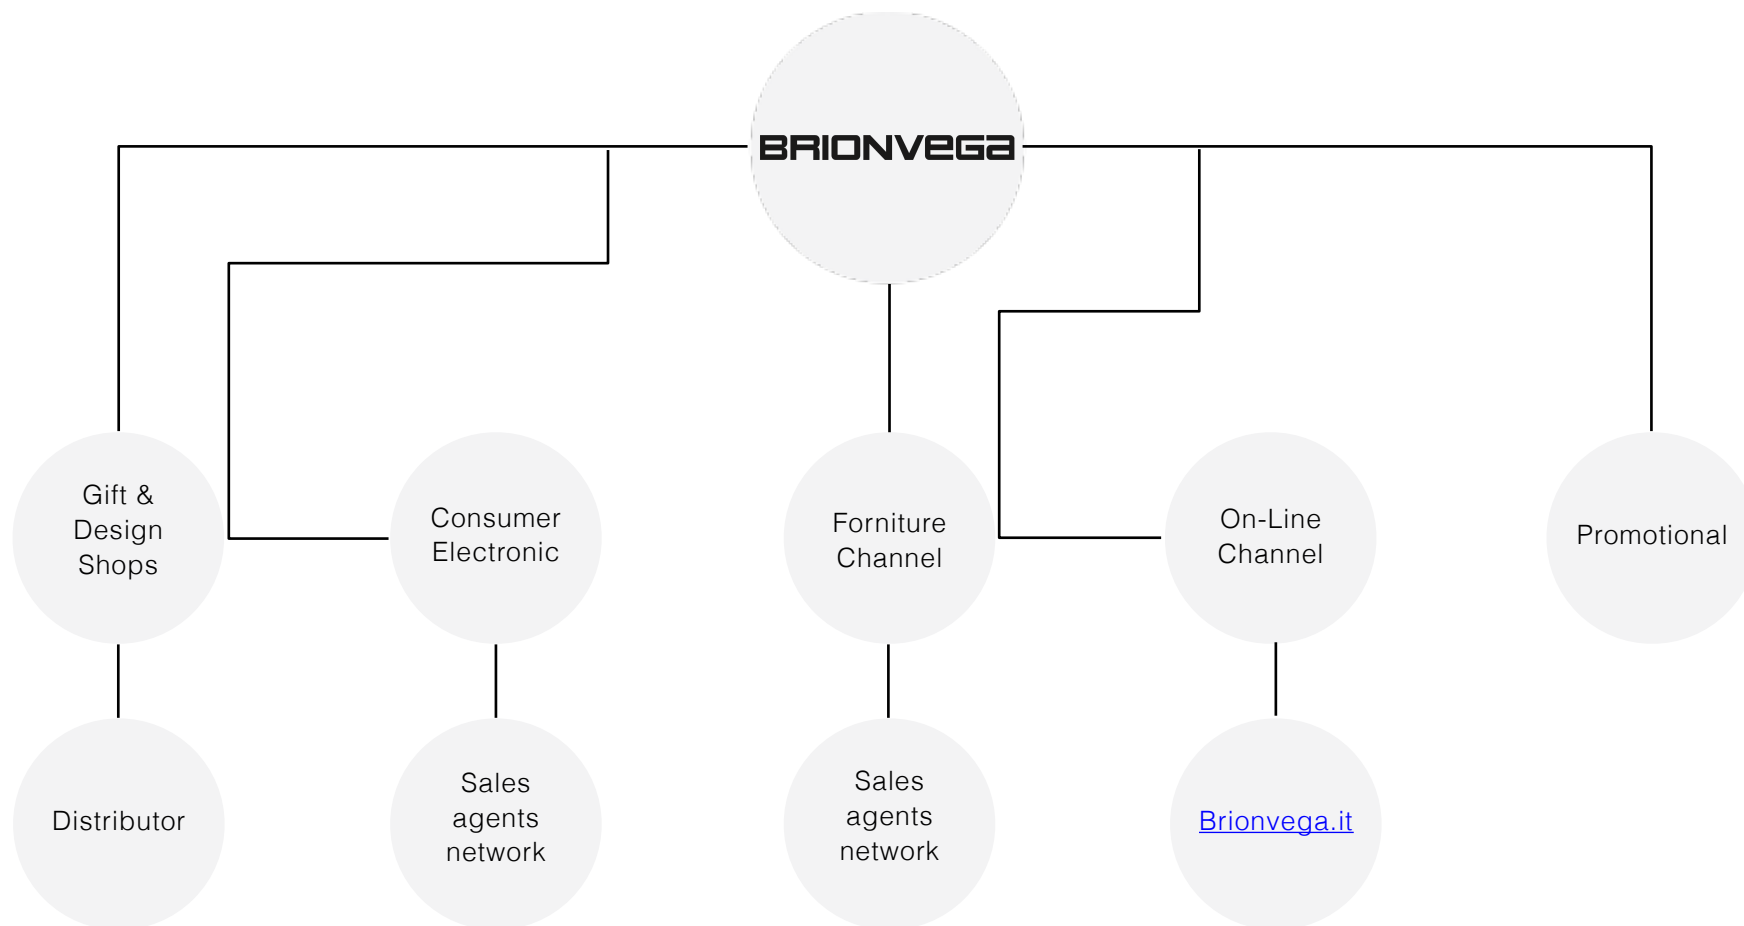 BRIONVEGA
Gift &
Design
Shops
Consumer
Electronic
Forniture
Channel
On-Line
Channel
Promotional
Distributor
Sales
agents
network
Sales
agents
network
Brionvega.it